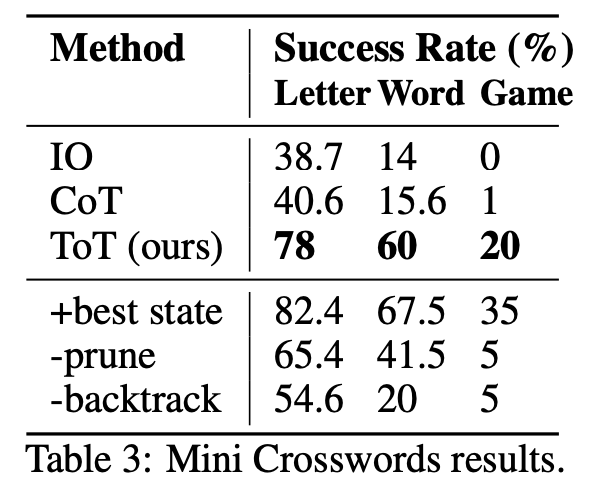 Method Success Rate (%)
Letter Word Game
IO 38.7 14 0
CoT 40.6 15.6 1
ToT (ours) 78 60 20
+best state 82.4 67.5 35
-prune 65.4 41.5 5
-backtrack 54.6 20 5
Table 3: Mini Crosswords results.